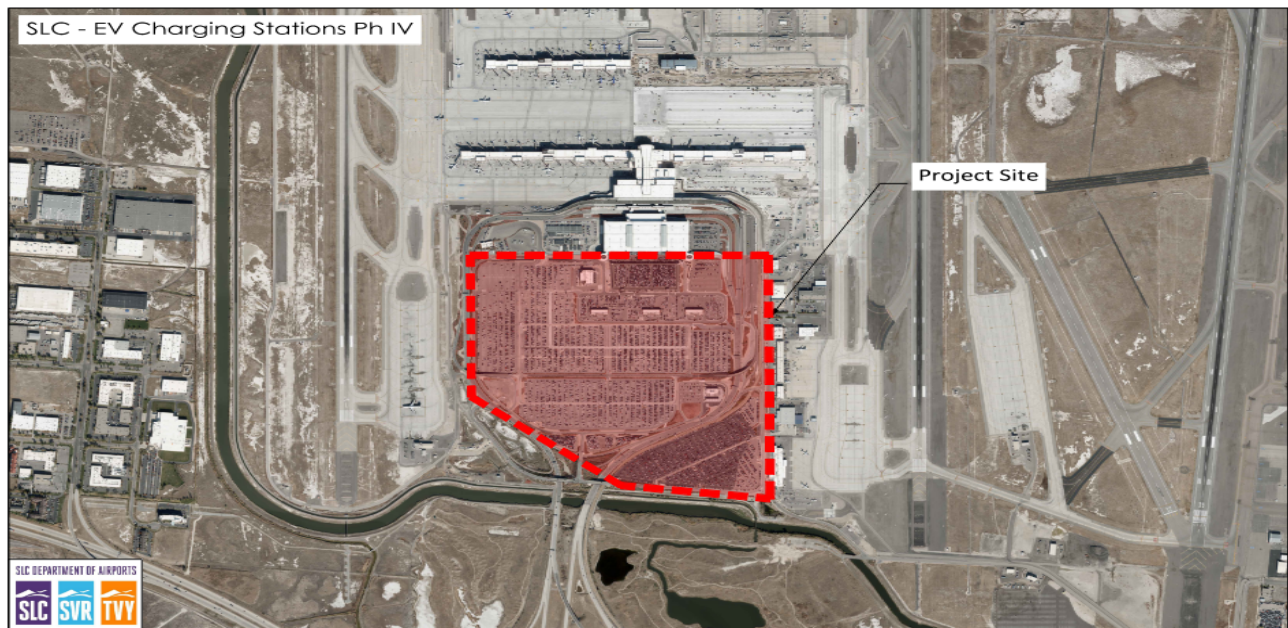 SLC - EV Charging Stations Ph IV
Project Site
SLC DEPARTMENT OF AIRPORTS
SLC SVR TVY